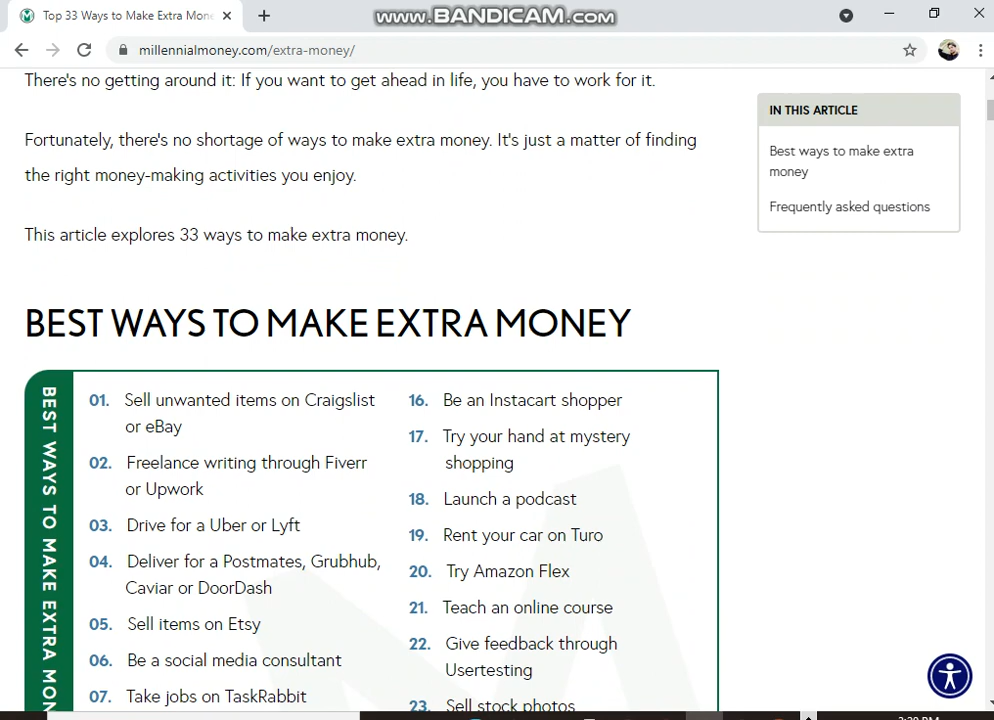 Top 33 Ways to Make Extra Mon
WWW.BANDICAM.COM
millennialmoney.com/extra-money/
There's no getting around it: If you want to get ahead in life, you have to work for it.
Fortunately, there's no shortage of ways to make extra money. It's just a matter of finding
the right money-making activities you enjoy.
This article explores 33 ways to make extra money.
IN THIS ARTICLE
Best ways to make extra
money
Frequently asked questions
BEST WAYS TO MAKE EXTRA MONEY
BEST WAYS TO MAKE EXTRA MON
01. Sell unwanted items on Craigslist
or eBay
02. Freelance writing through Fiverr
or Upwork
03. Drive for a Uber or Lyft
04. Deliver for a Postmates, Grubhub,
Caviar or DoorDash
05. Sell items on Etsy
06. Be a social media consultant
07. Take jobs on TaskRabbit
16. Be an Instacart shopper
17. Try your hand at mystery
shopping
18. Launch a podcast
19. Rent your car on Turo
20. Try Amazon Flex
21. Teach an online course
22. Give feedback through
Usertesting
23. Sell stock photos